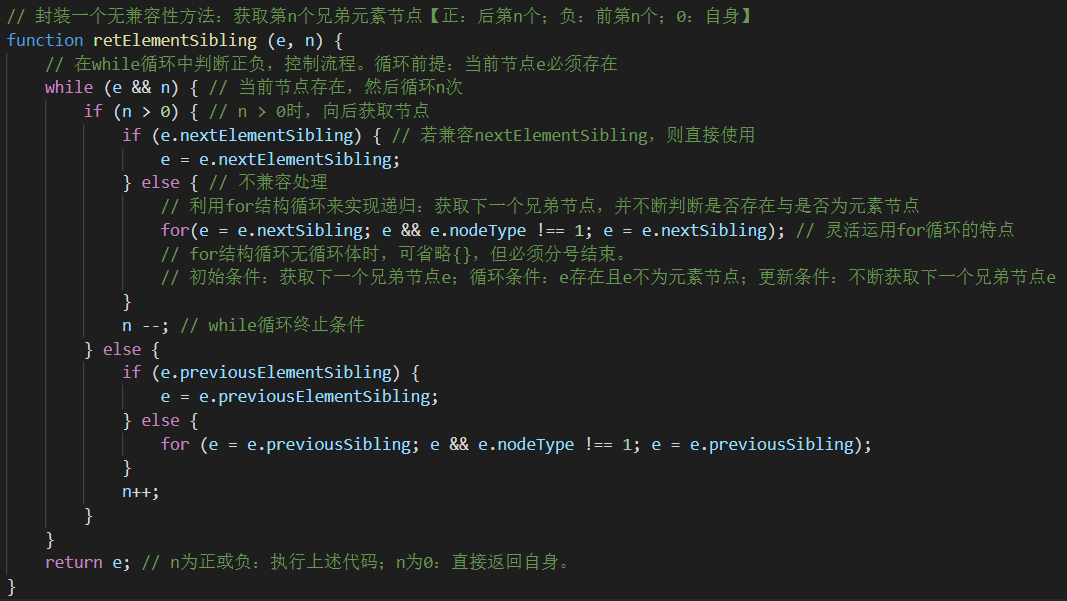 // 封装一个无兼容性方法：获取第n个兄弟元素节点【正：后第n个；负：前第n个；0：自身】
function retElementSibling (e, n) {
    // 在while循环中判断正负，控制流程。循环前提：当前节点e必须存在
    while (e && n) { // 当前节点存在，然后循环n次
        if (n > 0) { // n > 0时，向后获取节点
            if (e.nextElementSibling) { // 若兼容nextElementSibling，则直接使用
                e = e.nextElementSibling;
            } else { // 不兼容处理
                // 利用for结构循环来实现递归：获取下一个兄弟节点，并不断判断是否存在与是否为元素节点
                for(e = e.nextSibling; e && e.nodeType !== 1; e = e.nextSibling); // 灵活运用for循环的特点
                // for结构循环无循环体时，可省略{}，但必须分号结束。
                // 初始条件：获取下一个兄弟节点e；循环条件：e存在且e不为元素节点；更新条件：不断获取下一个兄弟节点e
            }
            n --; // while循环终止条件
        } else {
            if (e.previousElementSibling) {
                e = e.previousElementSibling;
            } else {
                for (e = e.previousSibling; e && e.nodeType !== 1; e = e.previousSibling);
            }
            n++;
        }
    }
    return e; // n为正或负：执行上述代码；n为0：直接返回自身。
}